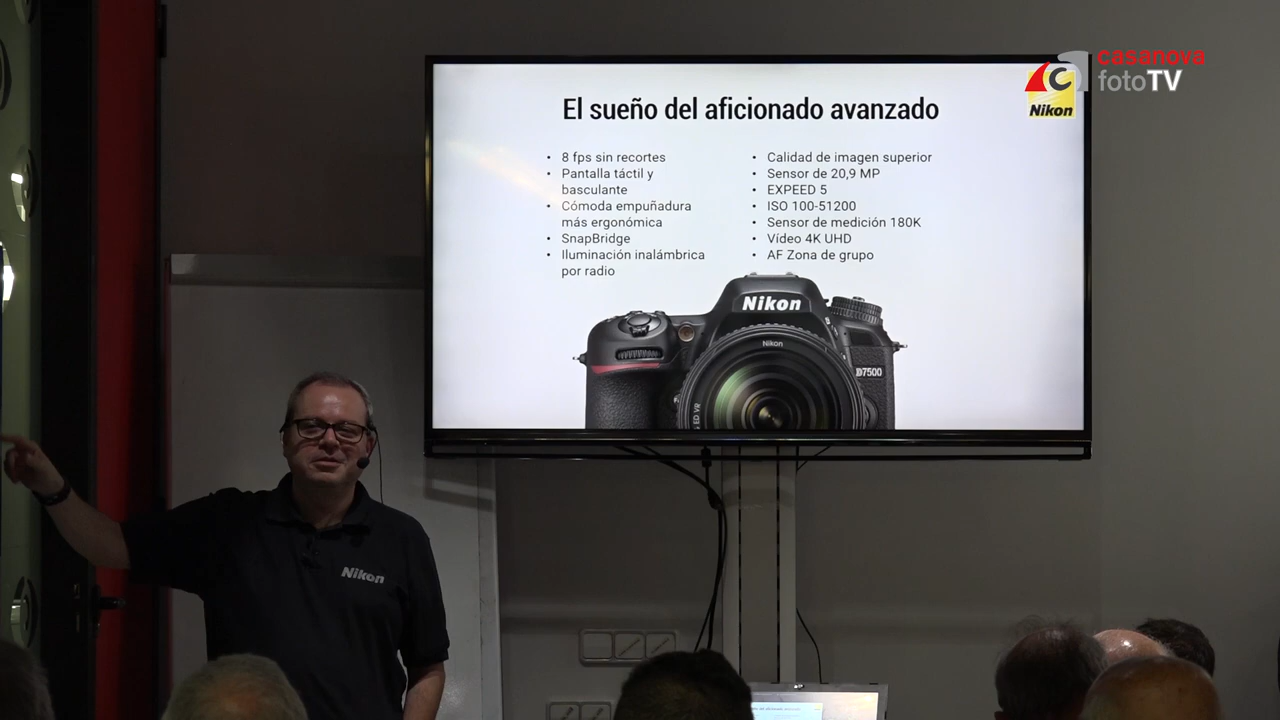 casanova
fotoTV
Nikon
El sueño del aficionado avanzado
• 8 fps sin recortes
• Pantalla táctil y
basculante
• Cómoda empuñadura
más ergonómica
• SnapBridge
• Iluminación inalámbrica
por radio
• Calidad de imagen superior
• Sensor de 20,9 MP
• EXPEED 5
• ISO 100-51200
• Sensor de medición 180K
• Vídeo 4K UHD
• AF Zona de grupo
Nikon
Nikon
D7500
ED VR
Nikon